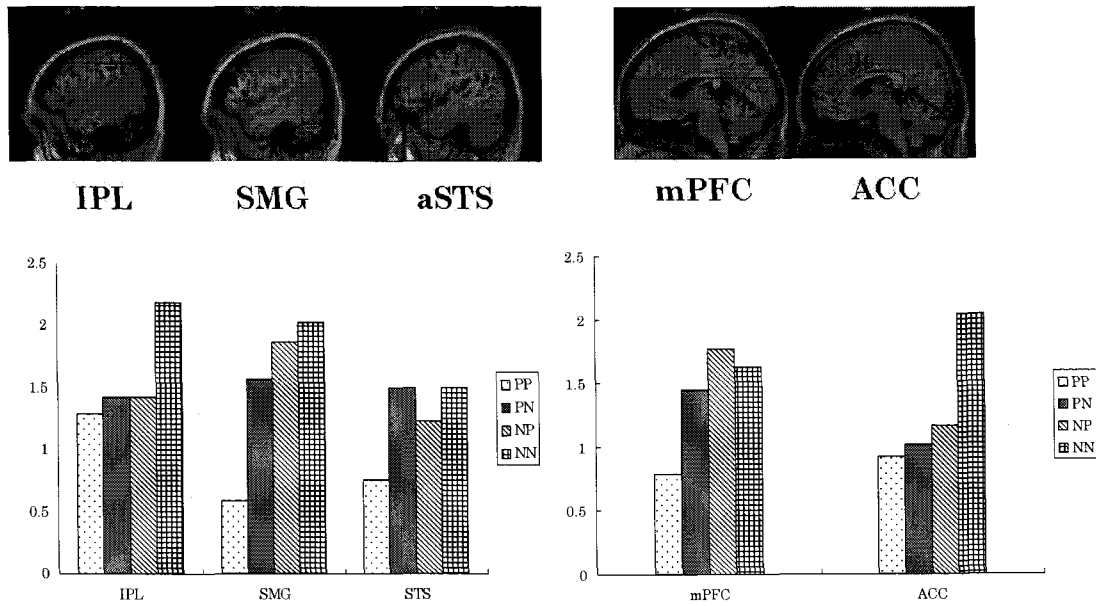 IPL SMG aSTS
mPFC ACC
2.5
2
1.5
1
0.5
0
IPL SMG STS
PP
PN
NP
NN
2.5
2
1.5
1
0.5
0
mPFC ACC
PP
PN
NP
NN